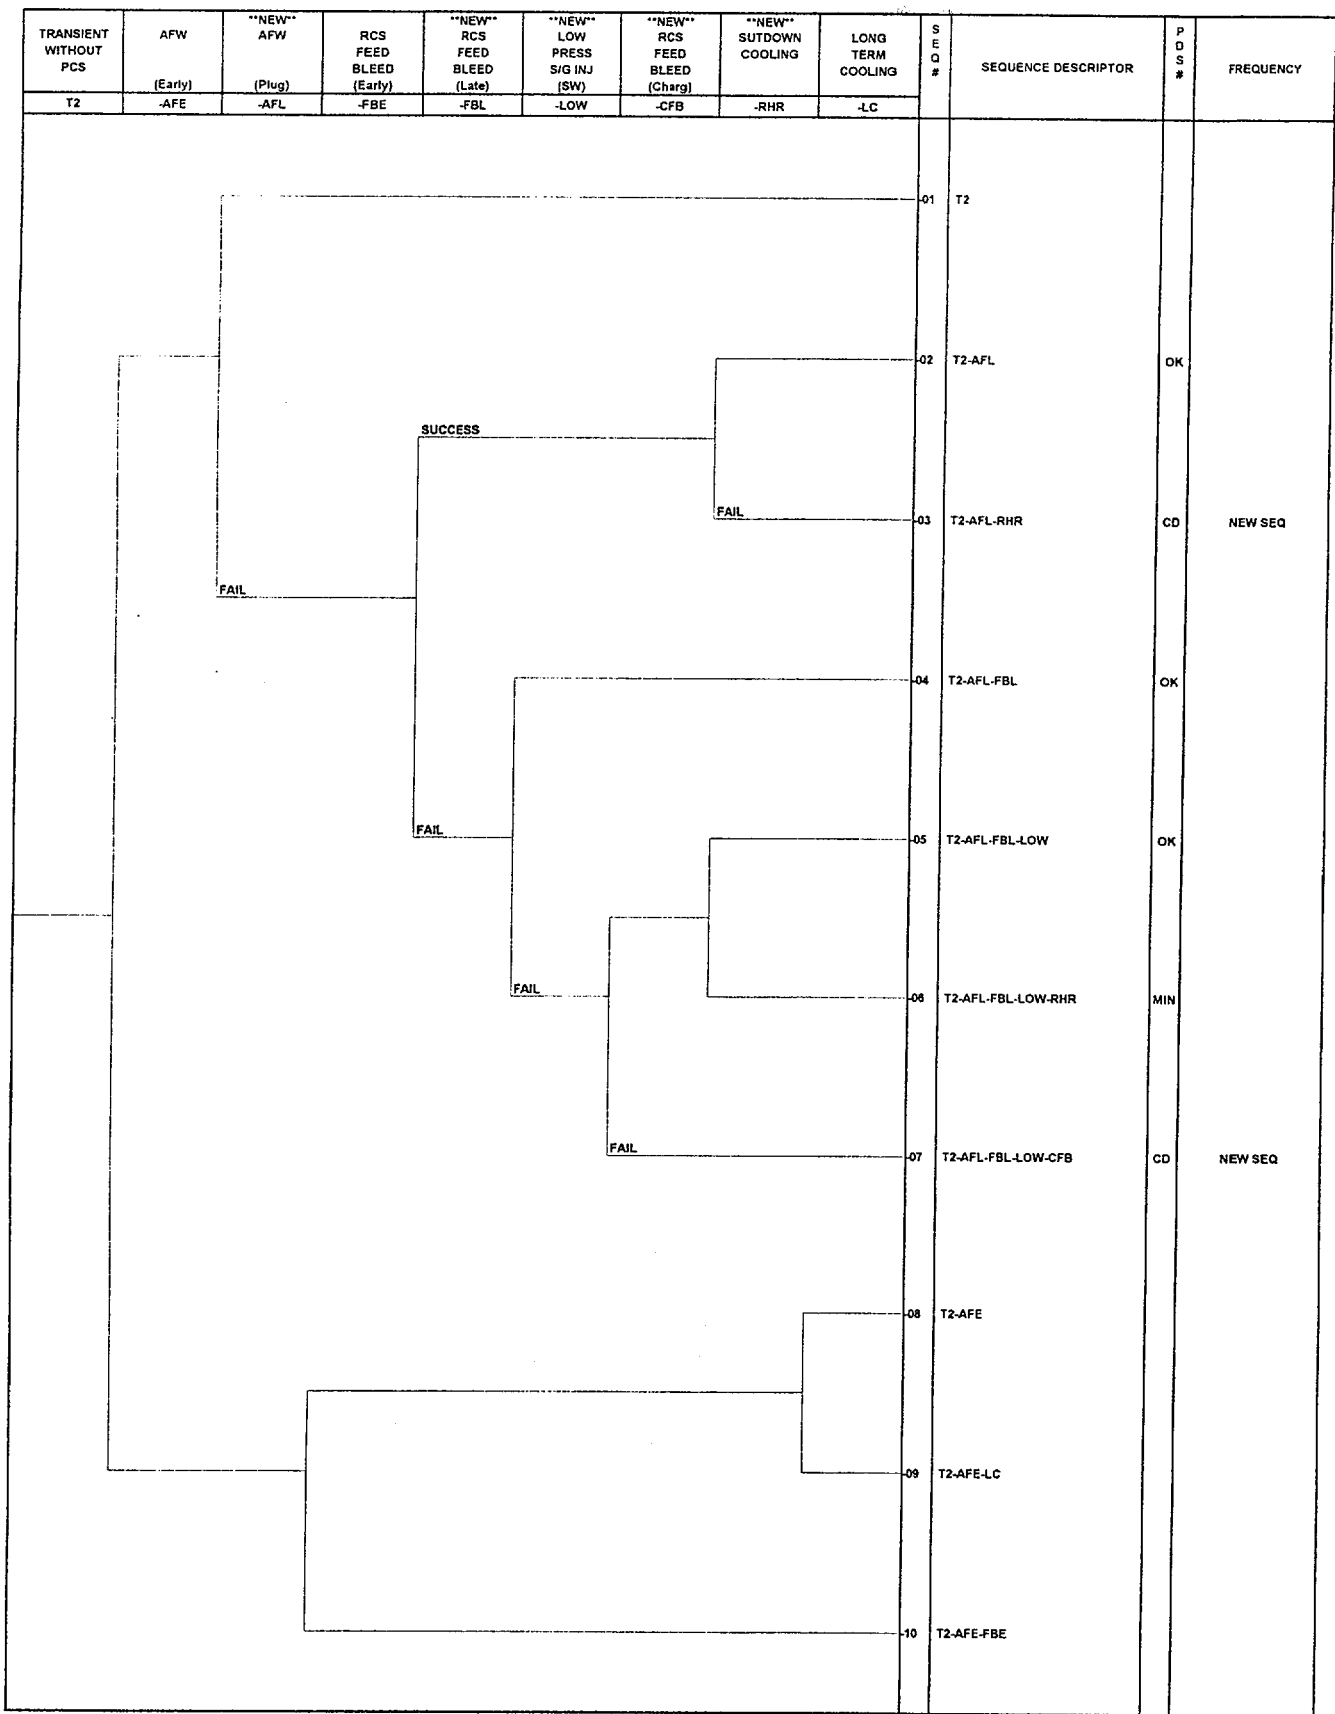 TRANSIENT
WITHOUT
PCS
T2
AFW
(Early)
-AFE
**NEW**
AFW
(Plug)
-AFL
RCS
FEED
BLEED
(Early)
-FBE
**NEW**
RCS
FEED
BLEED
(Late)
-FBL
**NEW**
LOW
PRESS
S/G INJ
(SW)
-LOW
**NEW**
RCS
FEED
BLEED
(Charg)
-CFB
**NEW**
SUTDOWN
COOLING
-RHR
LONG
TERM
COOLING
-LC
S
E
Q
#
SEQUENCE DESCRIPTOR
P
D
S
#
FREQUENCY
01 T2
02 T2-AFL OK
SUCCESS
FAIL 03 T2-AFL-RHR CD NEW SEQ
FAIL
04 T2-AFL-FBL OK
FAIL 05 T2-AFL-FBL-LOW OK
FAIL 06 T2-AFL-FBL-LOW-RHR MIN
FAIL 07 T2-AFL-FBL-LOW-CFB CD NEW SEQ
08 T2-AFE
09 T2-AFE-LC
10 T2-AFE-FBE